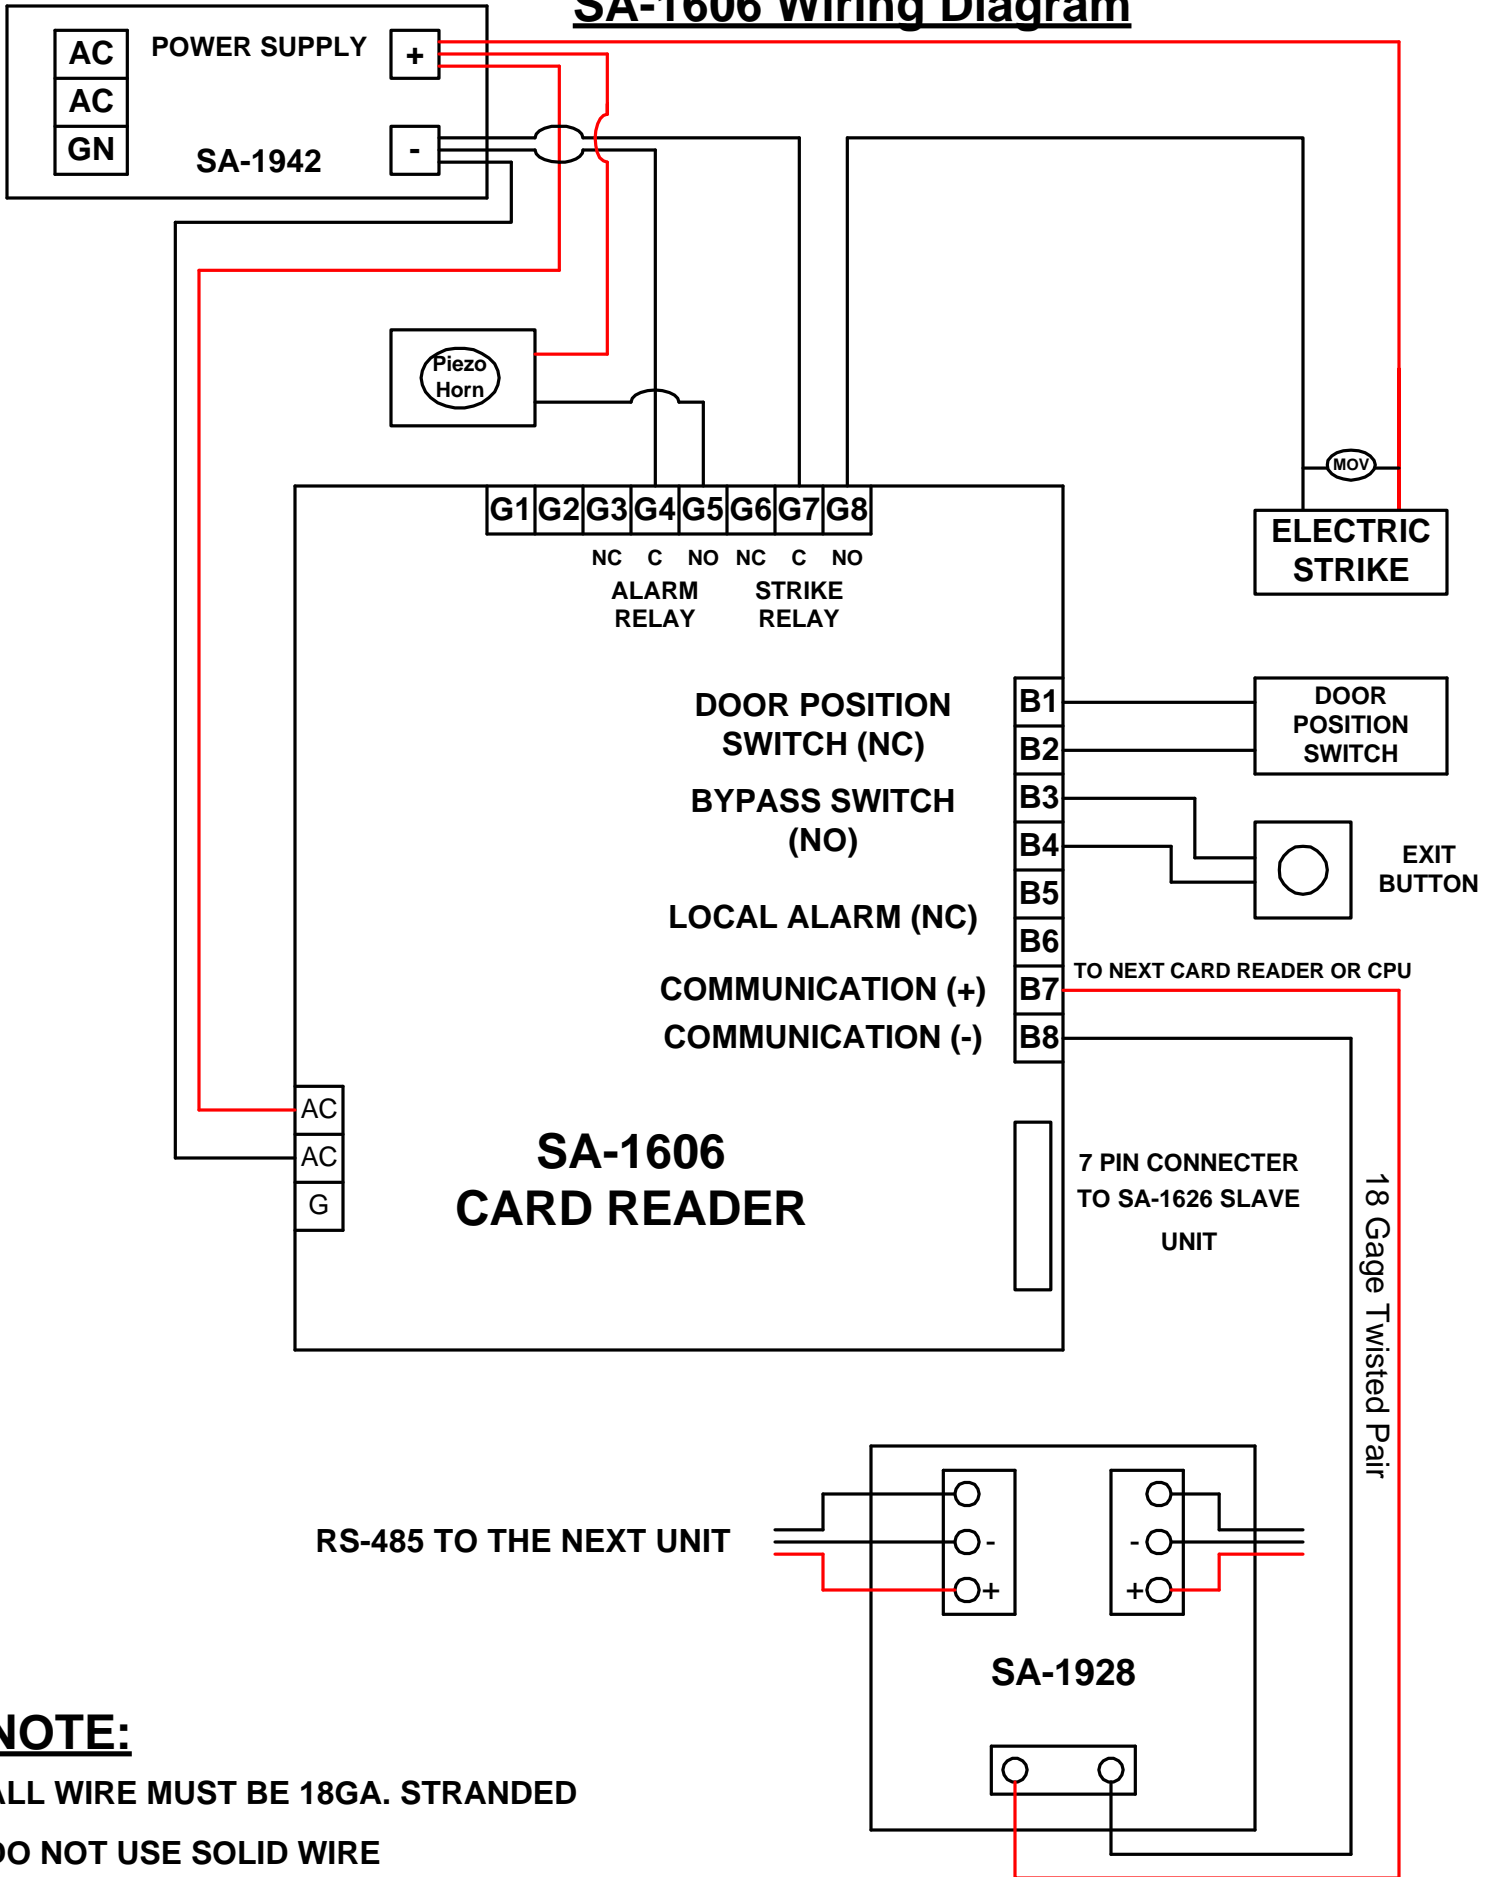 SA-1606 Wiring Diagram
AC
POWER SUPPLY
+
AC
GN
SA-1942
-
Piezo
Horn
MOV
G1 G2 G3 G4 G5 G6 G7 G8
NC C NO NC C NO
ALARM
RELAY
STRIKE
RELAY
ELECTRIC
STRIKE
DOOR POSITION
SWITCH (NC)
B1
B2
DOOR
POSITION
SWITCH
BYPASS SWITCH
(NO)
B3
B4
EXIT
BUTTON
LOCAL ALARM (NC)
B5
B6
TO NEXT CARD READER OR CPU
COMMUNICATION (+)
B7
COMMUNICATION (-)
B8
AC
AC
G
SA-1606
CARD READER
7 PIN CONNECTER
TO SA-1626 SLAVE
UNIT
18 Gage Twisted Pair
RS-485 TO THE NEXT UNIT
-
+
-
+
SA-1928
NOTE:
ALL WIRE MUST BE 18GA. STRANDED
DO NOT USE SOLID WIRE